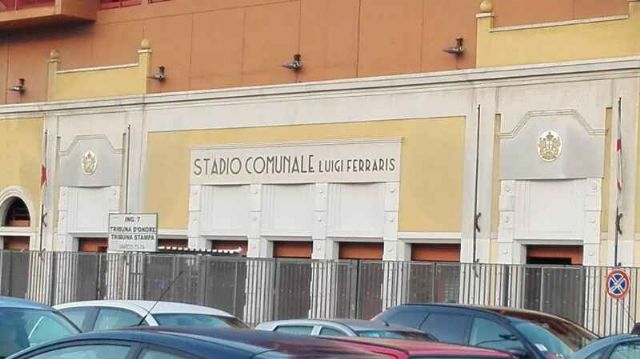 STADIO COMUNALE LUIGI FERRARIS
ING. 7
TRIBUNA D'ONORE
TRIBUNA STAMPA